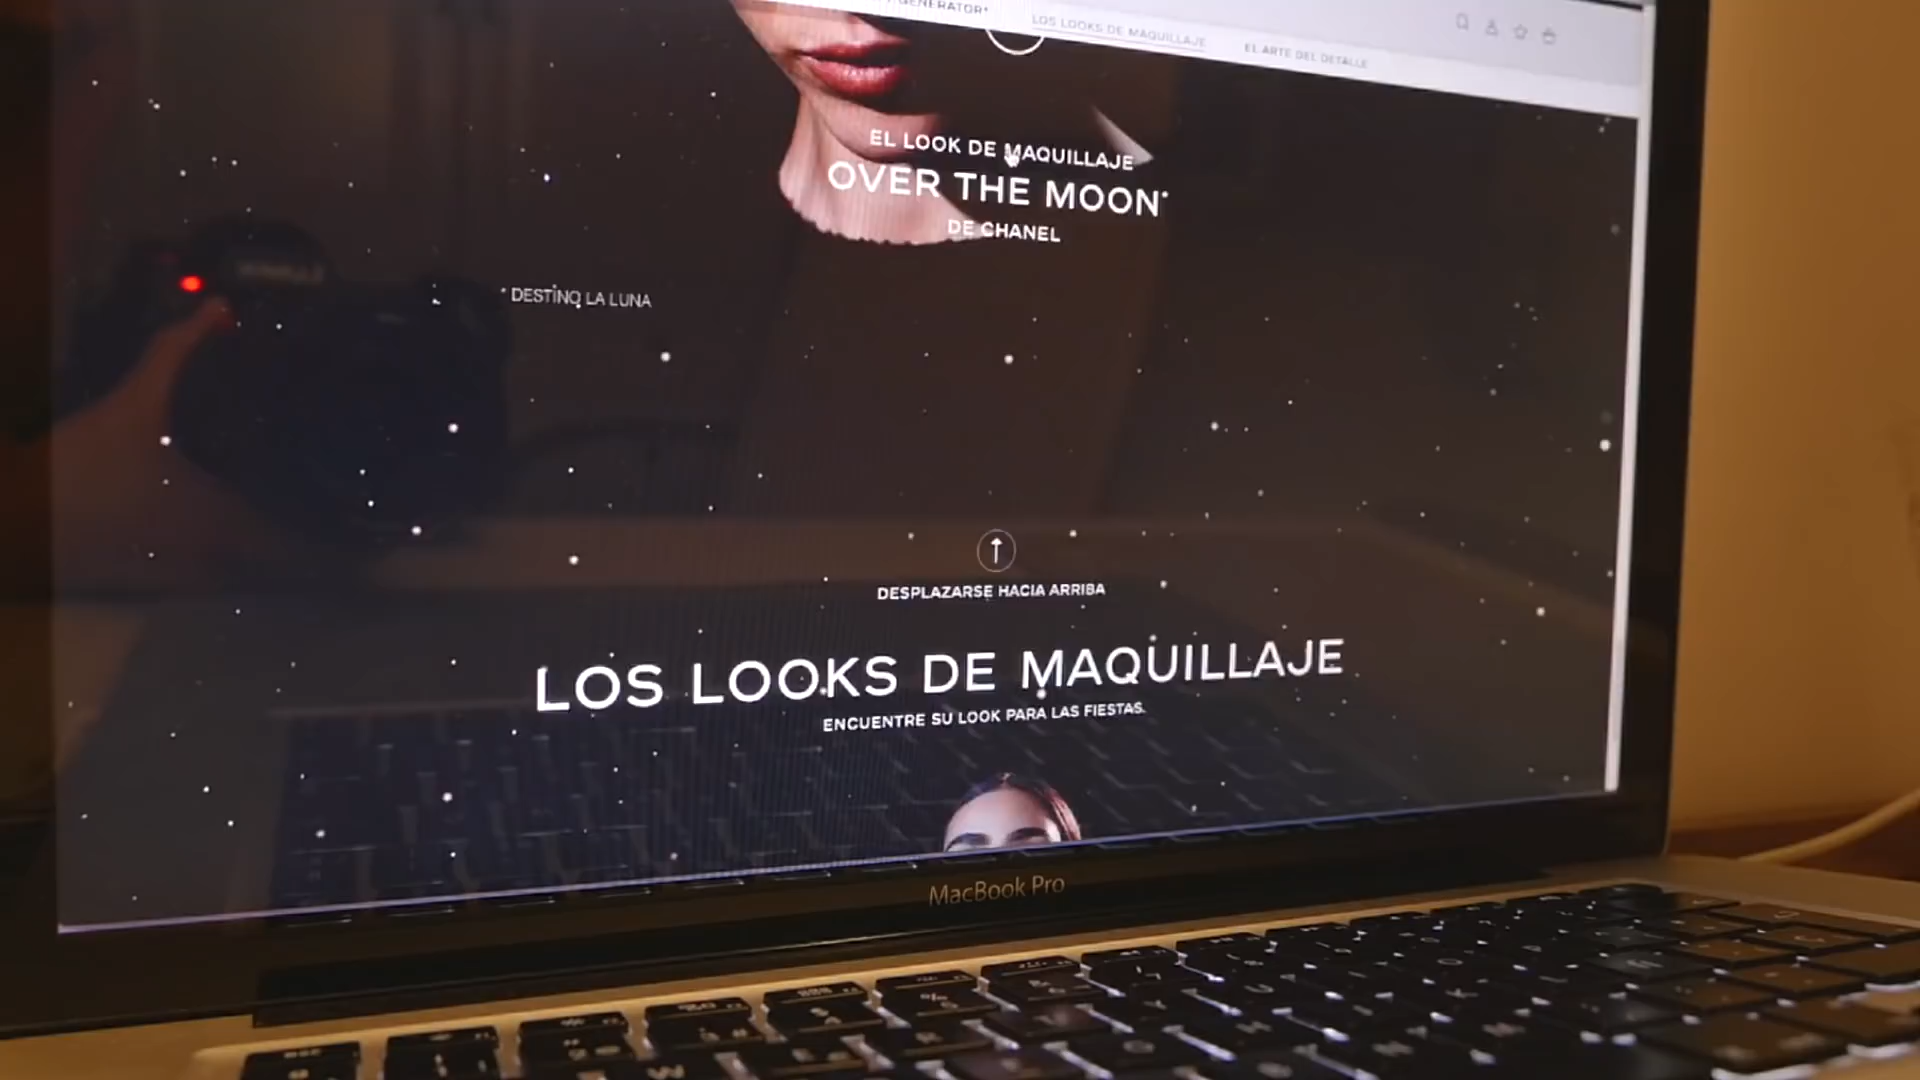 GENERATOR*
LOS LOOKS DE MAQUILLAJE
EL ARTE DEL DETALLE
EL LOOK DE MAQUILLAJE
OVER THE MOON*
DE CHANEL
* DESTINO LA LUNA
DESPLAZARSE HACIA ARRIBA
LOS LOOKS DE MAQUILLAJE
ENCUENTRE SU LOOK PARA LAS FIESTAS.
MacBook Pro